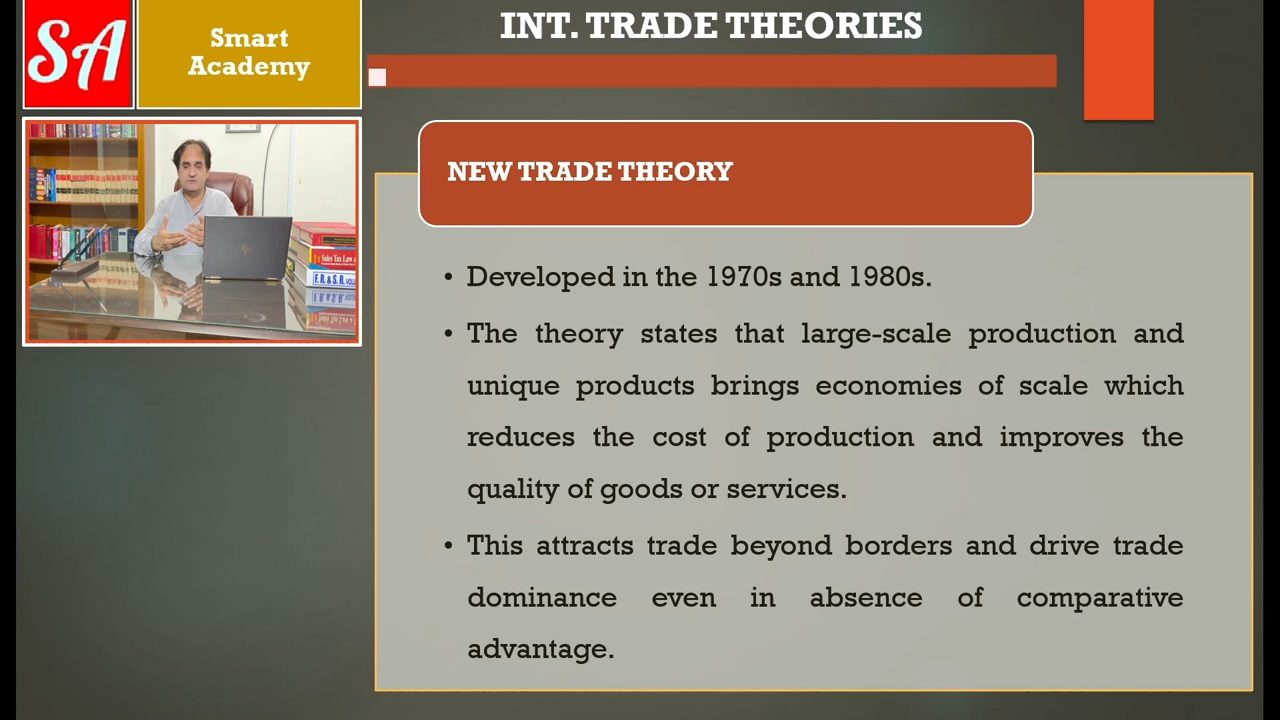 SA
Smart
Academy
INT. TRADE THEORIES
NEW TRADE THEORY
• Developed in the 1970s and 1980s.
• The theory states that large-scale production and
unique products brings economies of scale which
reduces the cost of production and improves the
quality of goods or services.
• This attracts trade beyond borders and drive trade
dominance even in absence of comparative
advantage.
Sales Tax Law
F.R. & S.R.